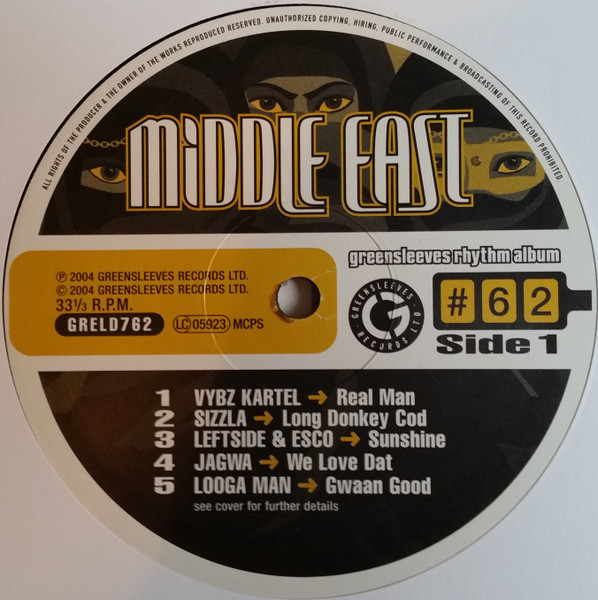 ALL RIGHTS OF THE PRODUCER & THE OWNER OF THE WORKS REPRODUCED RESERVED. UNAUTHORIZED COPYING, HIRING, PUBLIC PERFORMANCE & BROADCASTING OF THIS RECORD PROHIBITED
MiDDLE EAST
greensleeves rhythm album
℗ 2004 GREENSLEEVES RECORDS LTD.
© 2004 GREENSLEEVES RECORDS LTD.
33⅓ R.P.M.
GRELD762
LC 05923 MCPS
GREENSLEEVES
RECORDS
G
#62
Side 1
1 VYBZ KARTEL ➔ Real Man
2 SIZZLA ➔ Long Donkey Cod
3 LEFTSIDE & ESCO ➔ Sunshine
4 JAGWA ➔ We Love Dat
5 LOOGA MAN ➔ Gwaan Good
see cover for further details